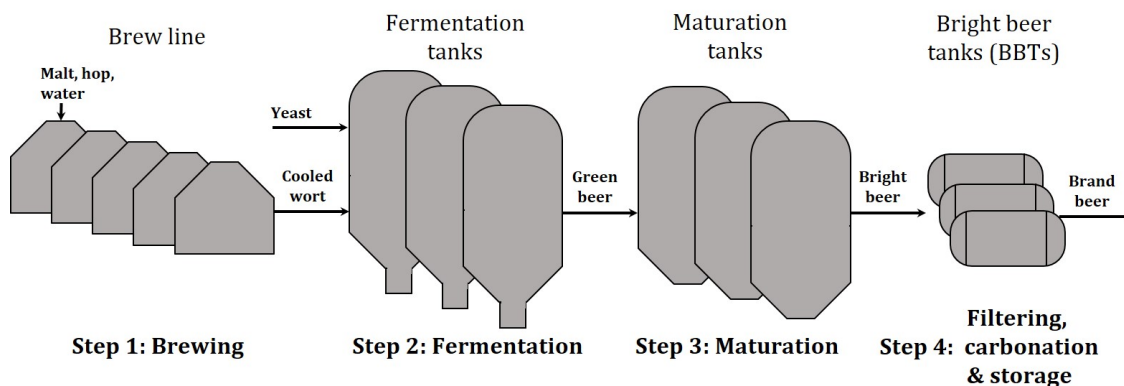 Brew line
Fermentation
tanks
Maturation
tanks
Bright beer
tanks (BBTs)
Malt, hop,
water
Yeast
Cooled
wort
Green
beer
Bright
beer
Brand
beer
Step 1: Brewing
Step 2: Fermentation
Step 3: Maturation
Filtering,
Step 4: carbonation
& storage